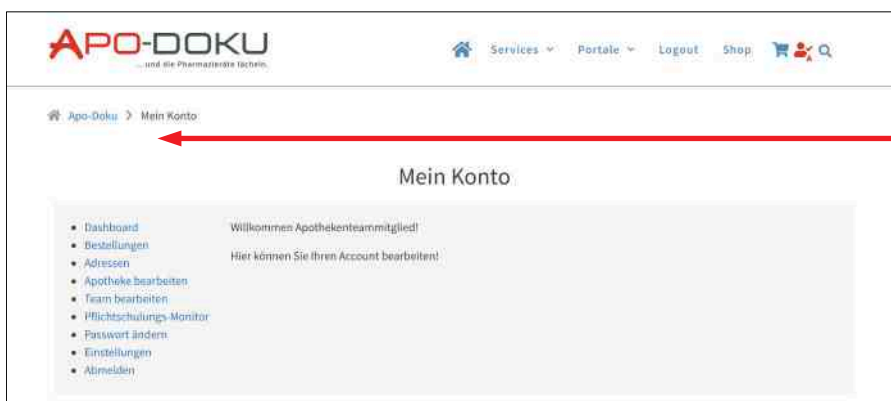 APO-DOKU
... und die Pharmazieräte lächeln.
Services Portale Logout Shop
Apo-Doku > Mein Konto
Mein Konto
• Dashboard
• Bestellungen
• Adressen
• Apotheke bearbeiten
• Team bearbeiten
• Pflichtschulungs-Monitor
• Passwort ändern
• Einstellungen
• Abmelden
Willkommen Apothekenteammitglied!
Hier können Sie Ihren Account bearbeiten!